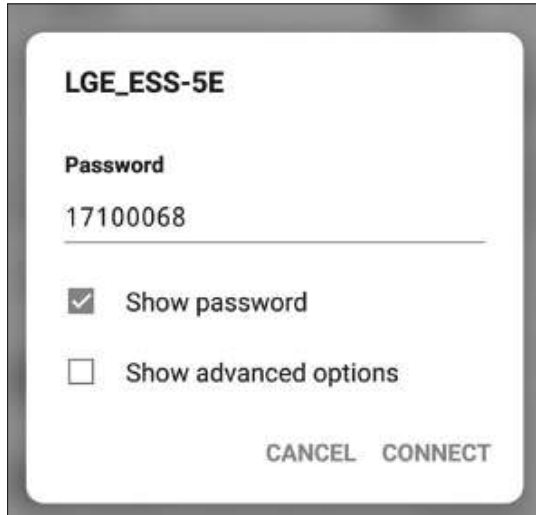 LGE_ESS-5E
Password
17100068
Show password
Show advanced options
CANCEL CONNECT